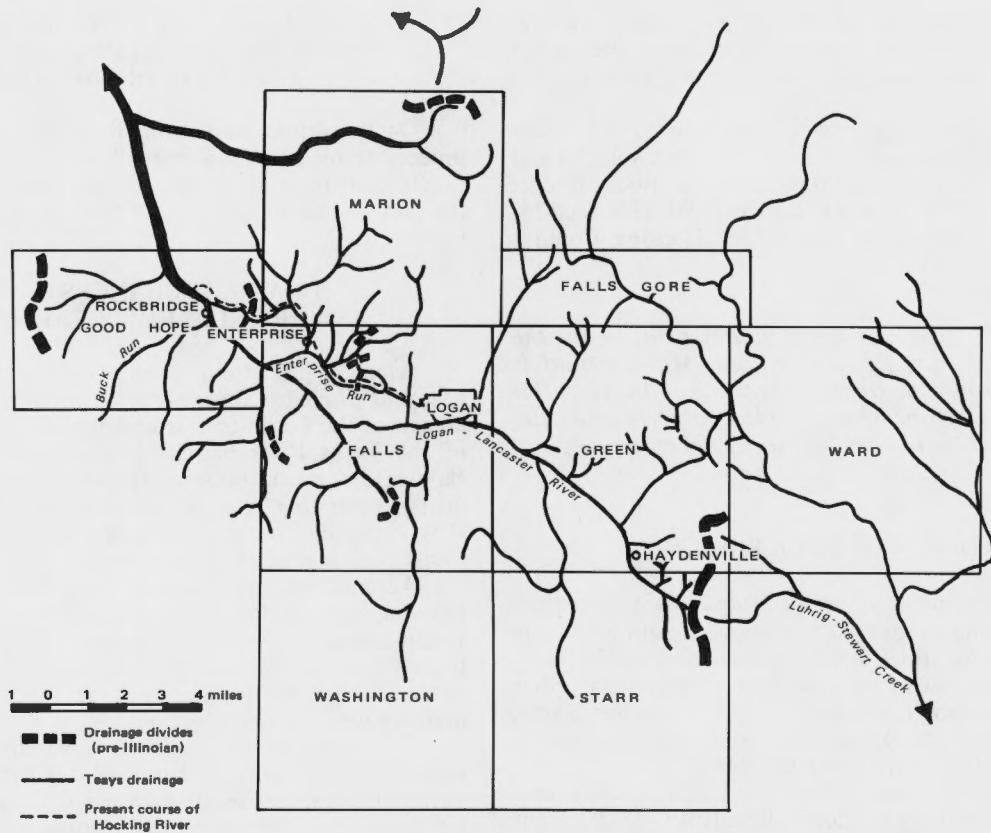 MARION
FALLS GORE
ROCKBRIDGE
GOOD HOPE
ENTERPRISE
Buck Run
Enterprise Run
LOGAN
Logan - Lancaster River
FALLS
GREEN
WARD
HAYDENVILLE
Luhrig-Stewart Creek
WASHINGTON
STARR
1 0 1 2 3 4 miles
Drainage divides
(pre-Illinoian)
Teays drainage
Present course of
Hocking River